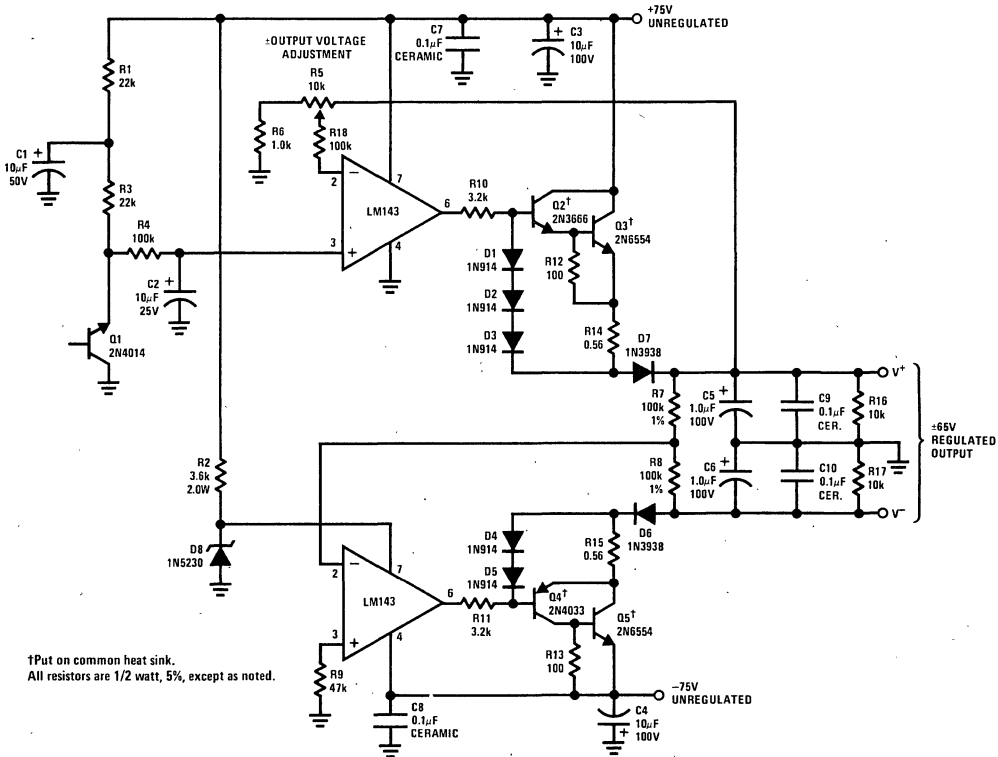 +75V
UNREGULATED
±OUTPUT VOLTAGE
ADJUSTMENT
C7
0.1µF
CERAMIC
C3
10µF
100V
+
R1
22k
R5
10k
R6
1.0k
R18
100k
C1
10µF
50V
+
R3
22k
R4
100k
2
−
7
LM143
6
3
+
4
R10
3.2k
Q2†
2N3666
Q3†
2N6554
R12
100
C2
10µF
25V
+
D1
1N914
D2
1N914
D3
1N914
Q1
2N4014
R14
0.56
D7
1N3938
V+
R7
100k
1%
C5
1.0µF
100V
+
C9
0.1µF
CER.
R16
10k
±65V
REGULATED
OUTPUT
R8
100k
1%
C6
1.0µF
100V
+
C10
0.1µF
CER.
R17
10k
V−
R2
3.6k
2.0W
D8
1N5230
D4
1N914
D5
1N914
R15
0.56
D6
1N3938
2
−
7
LM143
6
3
+
4
R11
3.2k
Q4†
2N4033
Q5†
2N6554
R13
100
R9
47k
†Put on common heat sink.
All resistors are 1/2 watt, 5%, except as noted.
−75V
UNREGULATED
C8
0.1µF
CERAMIC
C4
10µF
100V
+